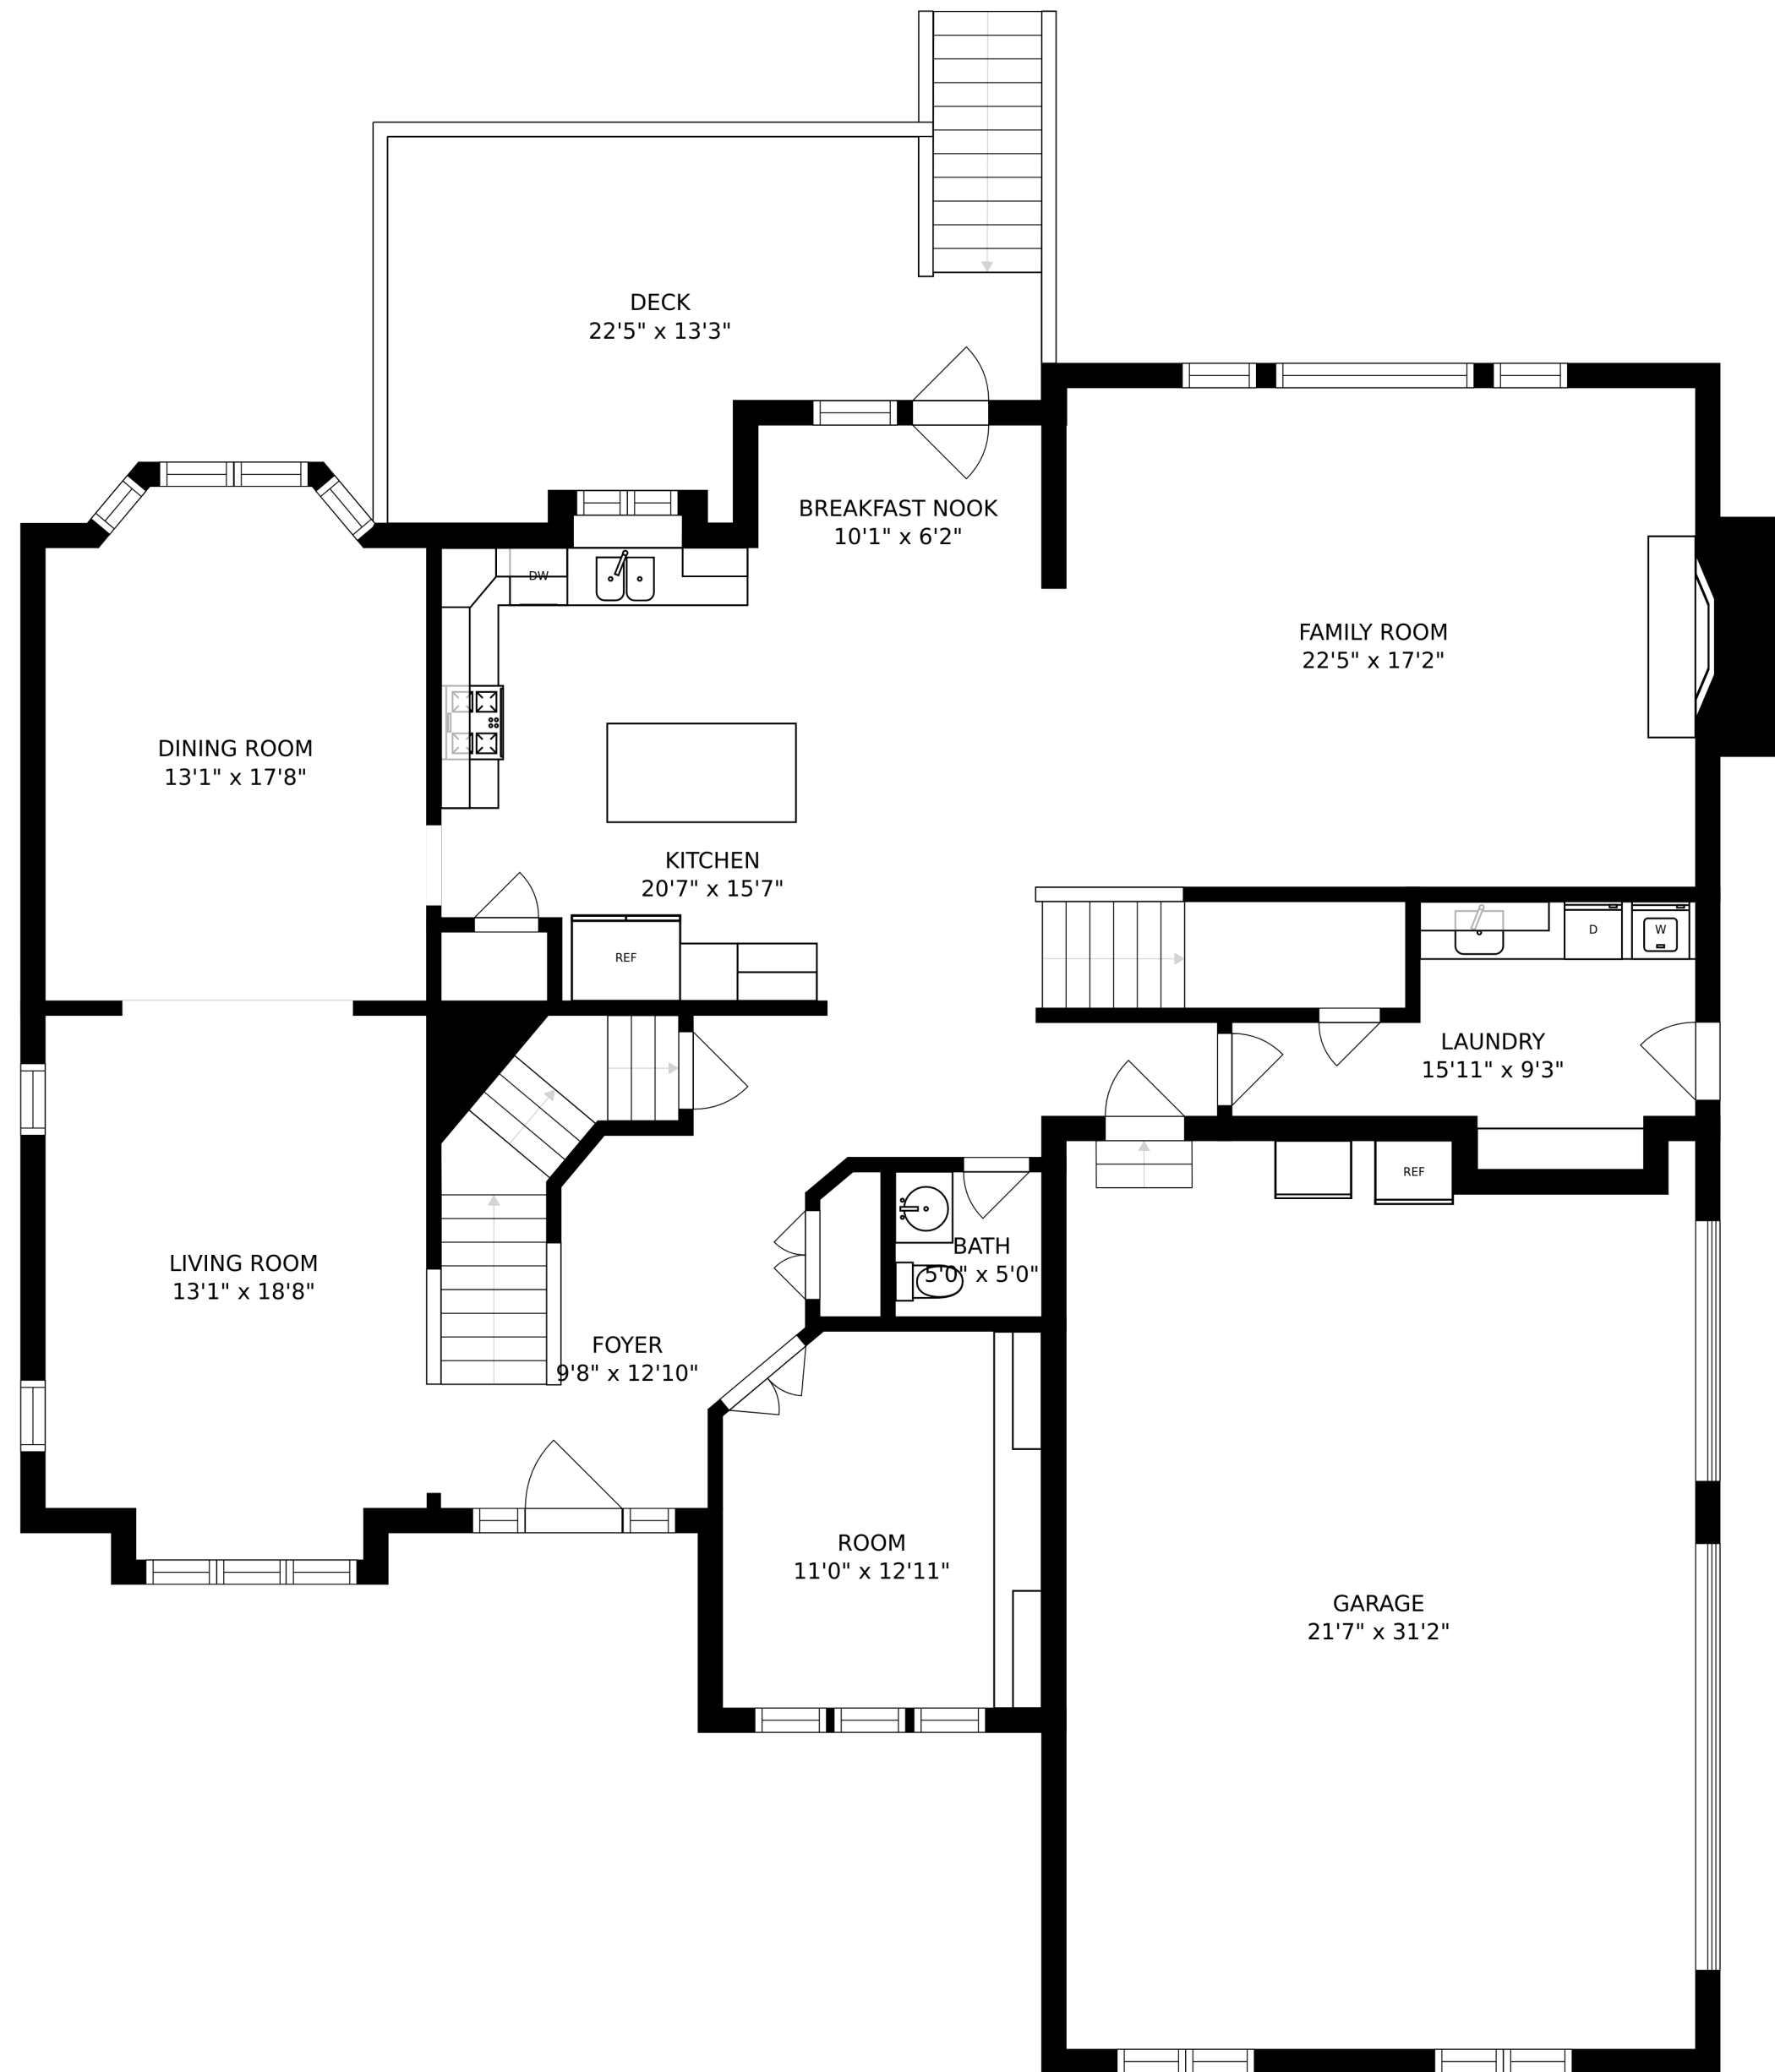 DECK
22'5" x 13'3"
BREAKFAST NOOK
10'1" x 6'2"
DW
FAMILY ROOM
22'5" x 17'2"
DINING ROOM
13'1" x 17'8"
KITCHEN
20'7" x 15'7"
REF
D
W
LAUNDRY
15'11" x 9'3"
REF
LIVING ROOM
13'1" x 18'8"
BATH
5'0" x 5'0"
FOYER
9'8" x 12'10"
ROOM
11'0" x 12'11"
GARAGE
21'7" x 31'2"